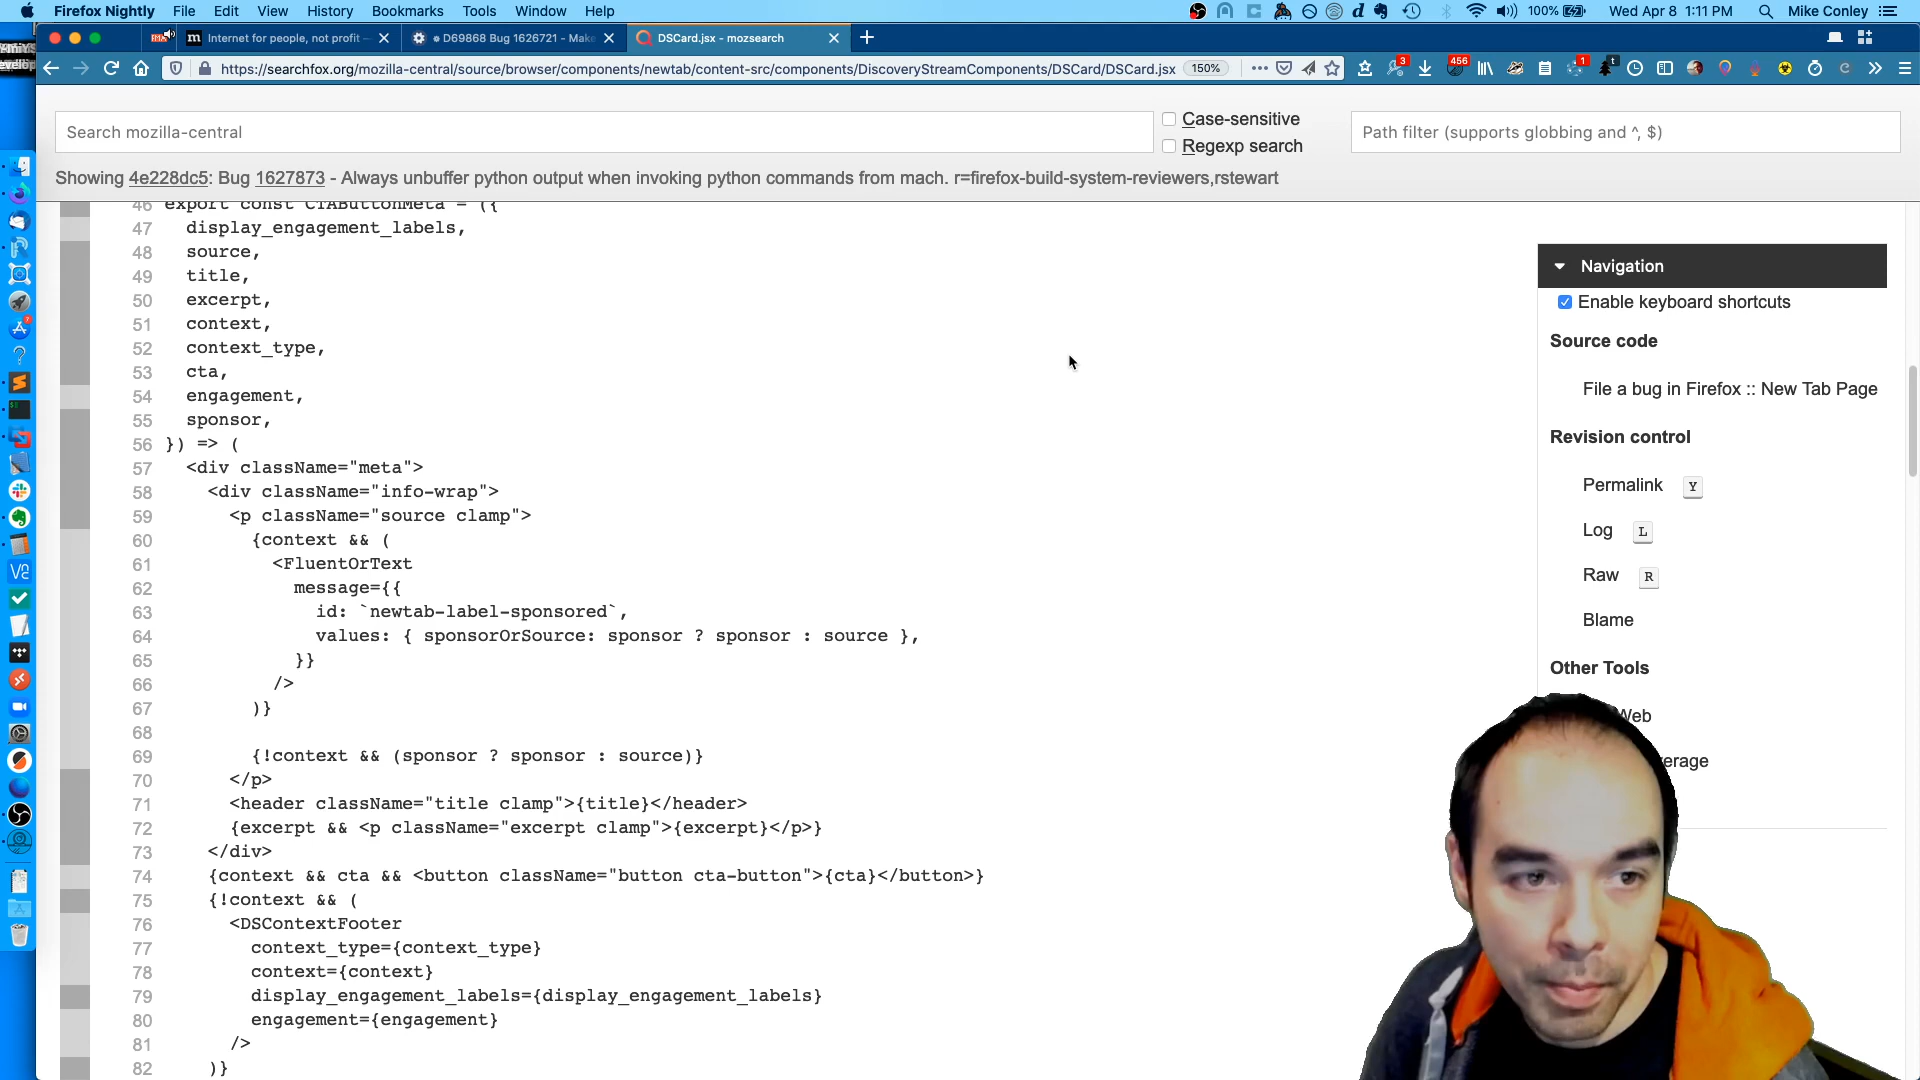 Firefox Nightly File Edit View History Bookmarks Tools Window Help 100% Wed Apr 8 1:11 PM Mike Conley
Internet for people, not profit — D69868 Bug 1626721 - Make DSCard.jsx - mozsearch
https://searchfox.org/mozilla-central/source/browser/components/newtab/content-src/components/DiscoveryStreamComponents/DSCard/DSCard.jsx 150% 3 456 1
Search mozilla-central
Case-sensitive
Regexp search
Path filter (supports globbing and ^, $)
Showing 4e228dc5: Bug 1627873 - Always unbuffer python output when invoking python commands from mach. r=firefox-build-system-reviewers,rstewart
46 export const CTAButtonMeta = ({
47 display_engagement_labels,
48 source,
49 title,
50 excerpt,
51 context,
52 context_type,
53 cta,
54 engagement,
55 sponsor,
56 }) => (
57 <div className="meta">
58 <div className="info-wrap">
59 <p className="source clamp">
60 {context && (
61 <FluentOrText
62 message={{
63 id: `newtab-label-sponsored`,
64 values: { sponsorOrSource: sponsor ? sponsor : source },
65 }}
66 />
67 )}
68
69 {!context && (sponsor ? sponsor : source)}
70 </p>
71 <header className="title clamp">{title}</header>
72 {excerpt && <p className="excerpt clamp">{excerpt}</p>}
73 </div>
74 {context && cta && <button className="button cta-button">{cta}</button>}
75 {!context && (
76 <DSContextFooter
77 context_type={context_type}
78 context={context}
79 display_engagement_labels={display_engagement_labels}
80 engagement={engagement}
81 />
82 )}
Navigation
Enable keyboard shortcuts
Source code
File a bug in Firefox :: New Tab Page
Revision control
Permalink Y
Log L
Raw R
Blame
Other Tools
Web
erage